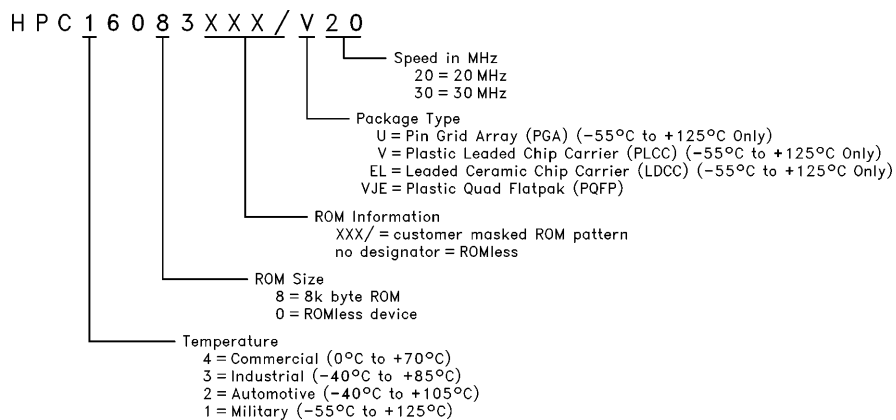 HPC16083XXX/V20
Speed in MHz
20 = 20 MHz
30 = 30 MHz
Package Type
U = Pin Grid Array (PGA) (−55°C to +125°C Only)
V = Plastic Leaded Chip Carrier (PLCC) (−55°C to +125°C Only)
EL = Leaded Ceramic Chip Carrier (LDCC) (−55°C to +125°C Only)
VJE = Plastic Quad Flatpak (PQFP)
ROM Information
XXX/ = customer masked ROM pattern
no designator = ROMless
ROM Size
8 = 8k byte ROM
0 = ROMless device
Temperature
4 = Commercial (0°C to +70°C)
3 = Industrial (−40°C to +85°C)
2 = Automotive (−40°C to +105°C)
1 = Military (−55°C to +125°C)